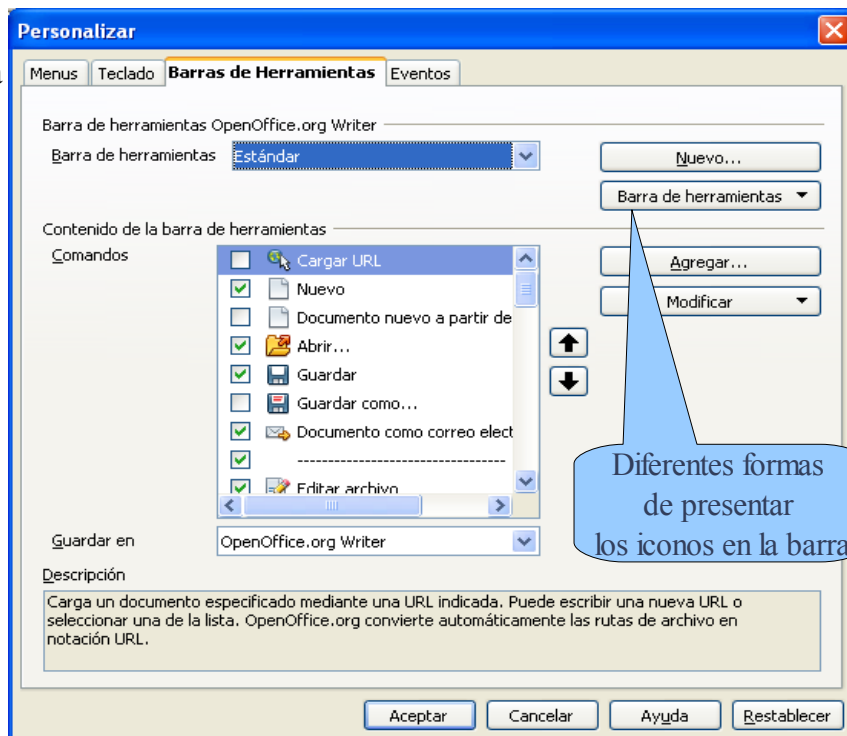 Personalizar
Menus Teclado Barras de Herramientas Eventos
Barra de herramientas OpenOffice.org Writer
Barra de herramientas Estándar
Nuevo...
Barra de herramientas
Contenido de la barra de herramientas
Comandos
Cargar URL
Agregar...
Nuevo
Modificar
Documento nuevo a partir de
Abrir...
Guardar
Guardar como...
Documento como correo elect
----------------------------------
Editar archivo
Diferentes formas
de presentar
los iconos en la barra
Guardar en OpenOffice.org Writer
Descripción
Carga un documento especificado mediante una URL indicada. Puede escribir una nueva URL o
seleccionar una de la lista. OpenOffice.org convierte automáticamente las rutas de archivo en
notación URL.
Aceptar Cancelar Ayuda Restablecer